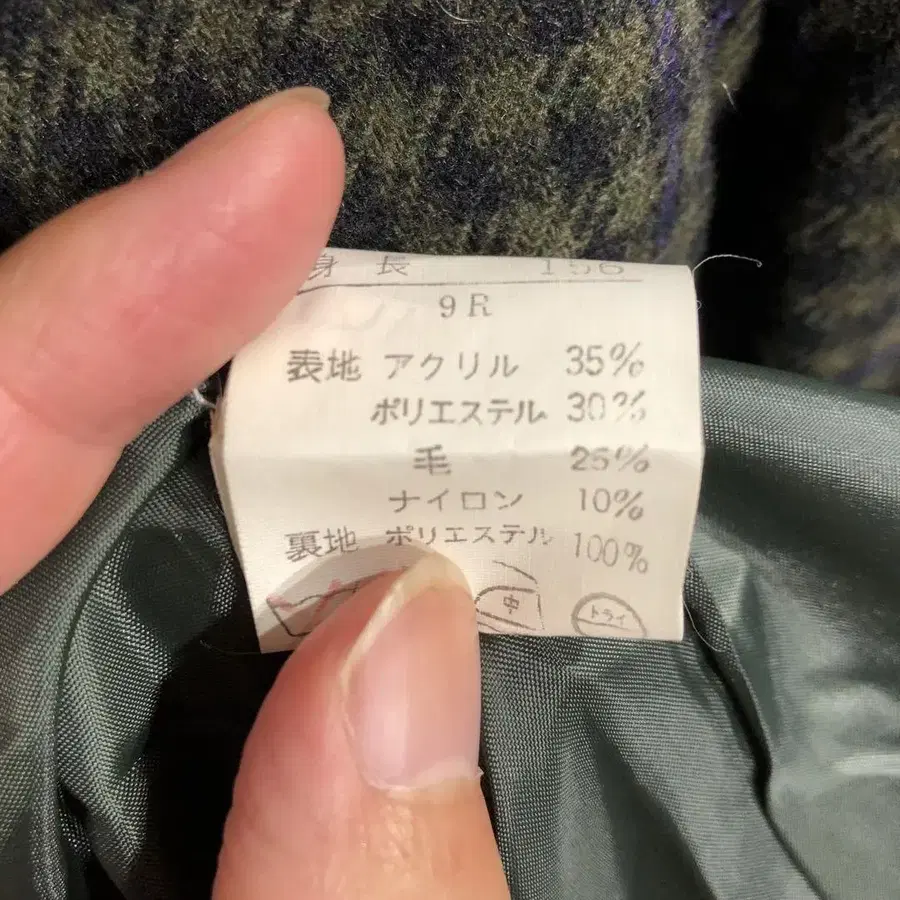 身長 156
9R
表地 アクリル 35%
ポリエステル 30%
毛 25%
ナイロン 10%
裏地 ポリエステル 100%
中 ドライ